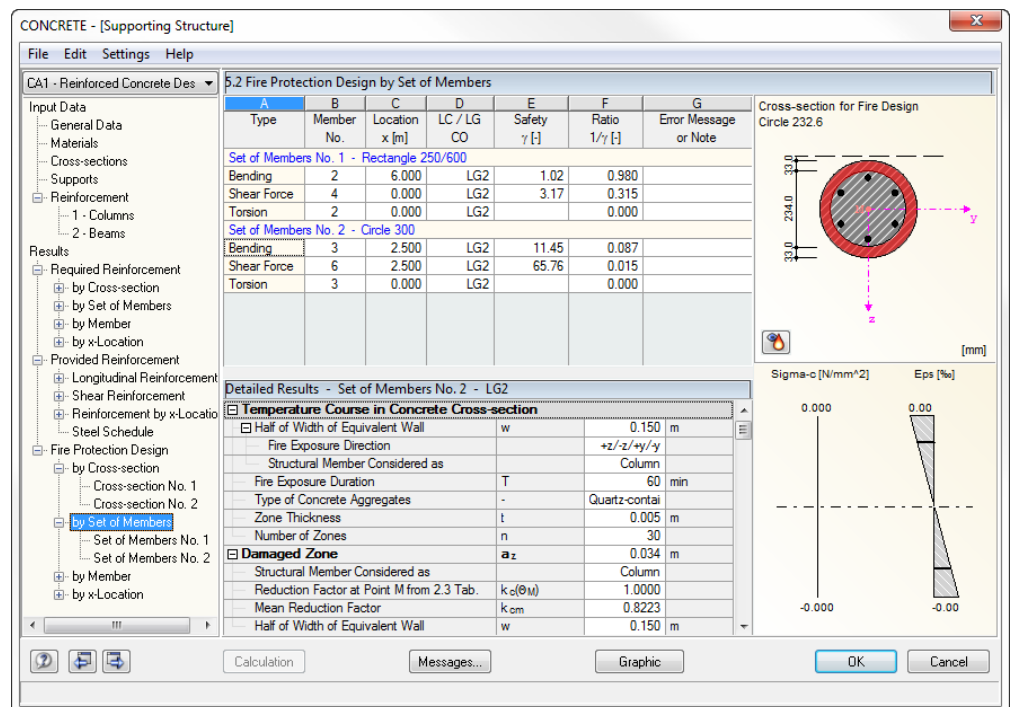 CONCRETE - [Supporting Structure]
File Edit Settings Help
CA1 - Reinforced Concrete Des
Input Data
General Data
Materials
Cross-sections
Supports
Reinforcement
1 - Columns
2 - Beams
Results
Required Reinforcement
by Cross-section
by Set of Members
by Member
by x-Location
Provided Reinforcement
Longitudinal Reinforcement
Shear Reinforcement
Reinforcement by x-Locatio
Steel Schedule
Fire Protection Design
by Cross-section
Cross-section No. 1
Cross-section No. 2
by Set of Members
Set of Members No. 1
Set of Members No. 2
by Member
by x-Location
5.2 Fire Protection Design by Set of Members
A B C D E F G
Type Member Location LC / LG Safety Ratio Error Message
No. x [m] CO γ [-] 1/γ [-] or Note
Set of Members No. 1 - Rectangle 250/600
Bending 2 6.000 LG2 1.02 0.980
Shear Force 4 0.000 LG2 3.17 0.315
Torsion 2 0.000 LG2 0.000
Set of Members No. 2 - Circle 300
Bending 3 2.500 LG2 11.45 0.087
Shear Force 6 2.500 LG2 65.76 0.015
Torsion 3 0.000 LG2 0.000
Detailed Results - Set of Members No. 2 - LG2
Temperature Course in Concrete Cross-section
Half of Width of Equivalent Wall w 0.150 m
Fire Exposure Direction +z/-z/+y/-y
Structural Member Considered as Column
Fire Exposure Duration T 60 min
Type of Concrete Aggregates - Quartz-contai
Zone Thickness t 0.005 m
Number of Zones n 30
Damaged Zone az 0.034 m
Structural Member Considered as Column
Reduction Factor at Point M from 2.3 Tab. k c(ΘM) 1.0000
Mean Reduction Factor k cm 0.8223
Half of Width of Equivalent Wall w 0.150 m
Cross-section for Fire Design
Circle 232.6
33.0
234.0
33.0
y
z
[mm]
Sigma-c [N/mm^2] Eps [‰]
0.000 0.00
-0.000 -0.00
Calculation Messages... Graphic OK Cancel